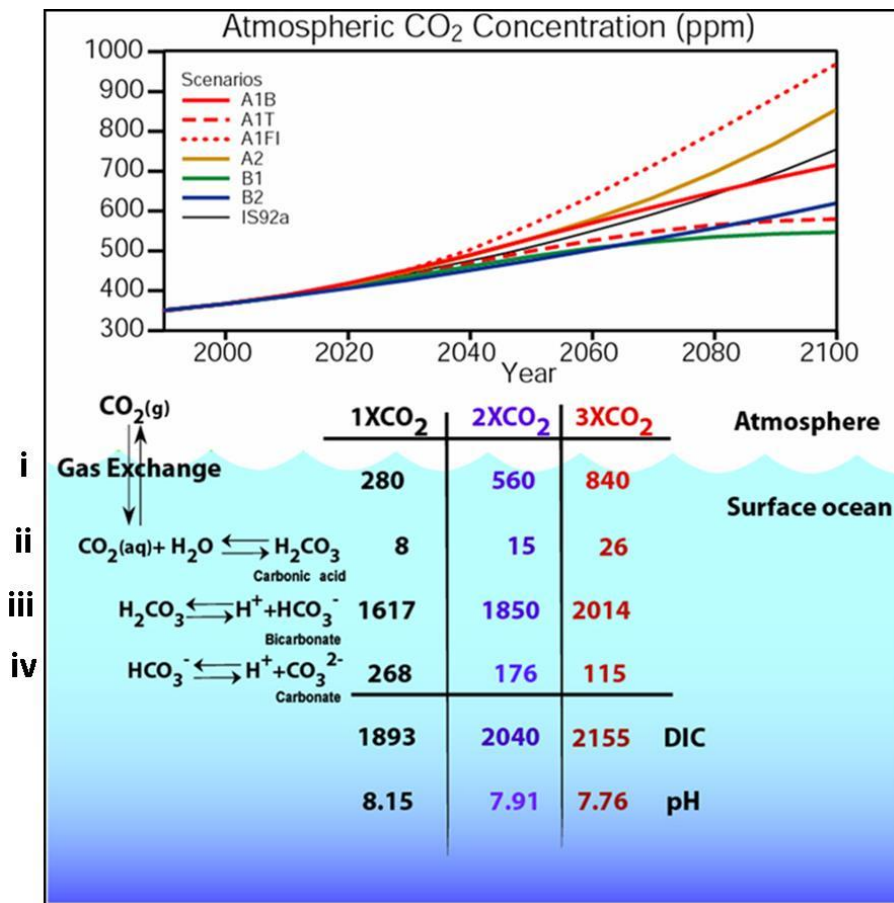 Atmospheric CO₂ Concentration (ppm)
1000
900
800
700
600
500
400
300
Scenarios
A1B
A1T
A1FI
A2
B1
B2
IS92a
2000 2020 2040 2060 2080 2100
Year
CO₂(g) 1XCO₂ 2XCO₂ 3XCO₂ Atmosphere
i Gas Exchange 280 560 840
Surface ocean
ii CO₂(aq)+ H₂O H₂CO₃ 8 15 26
Carbonic acid
iii H₂CO₃ H⁺+HCO₃⁻ 1617 1850 2014
Bicarbonate
iv HCO₃⁻ H⁺+CO₃²⁻ 268 176 115
Carbonate
1893 2040 2155 DIC
8.15 7.91 7.76 pH